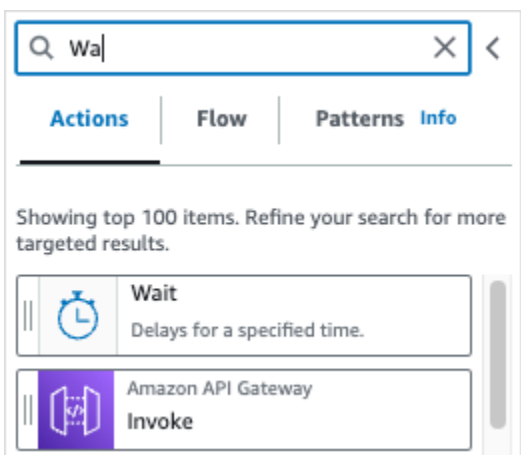 Wa
Actions Flow Patterns Info
Showing top 100 items. Refine your search for more
targeted results.
Wait
Delays for a specified time.
Amazon API Gateway
Invoke